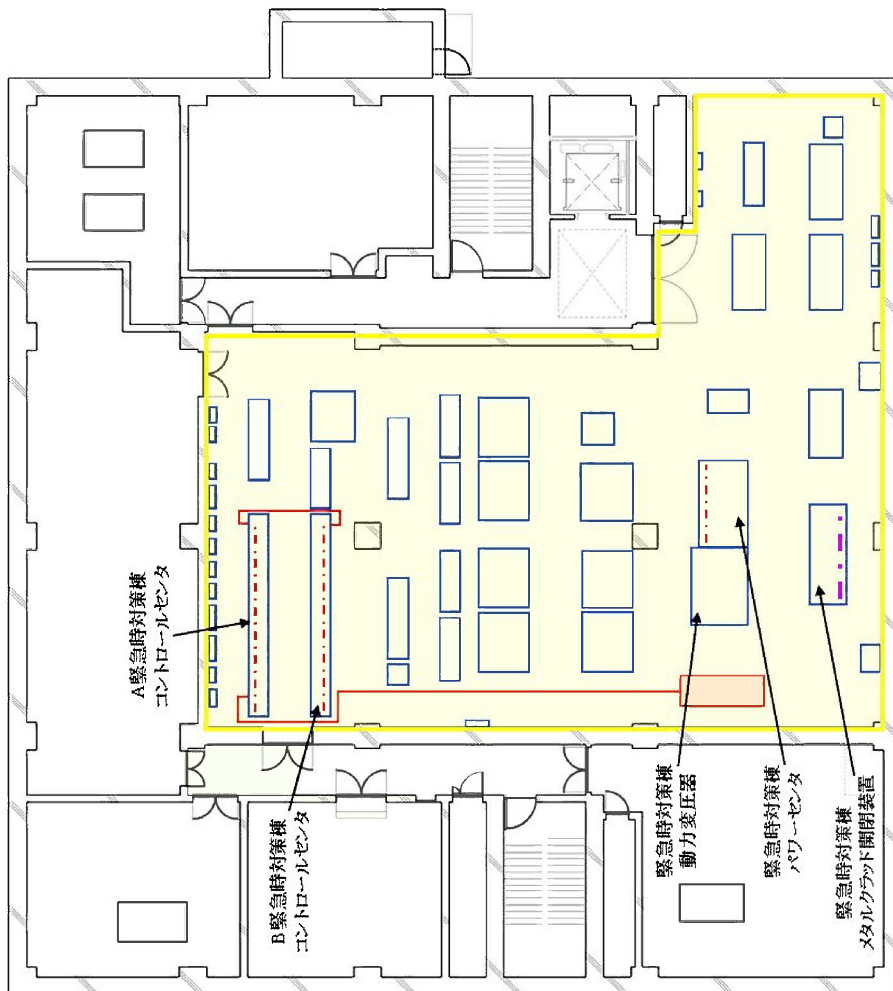 A緊急時対策棟
コントロールセンタ
B緊急時対策棟
コントロールセンタ
緊急時対策棟
動力変圧器
緊急時対策棟
パワーセンタ
緊急時対策棟
メタルクラッド開閉装置